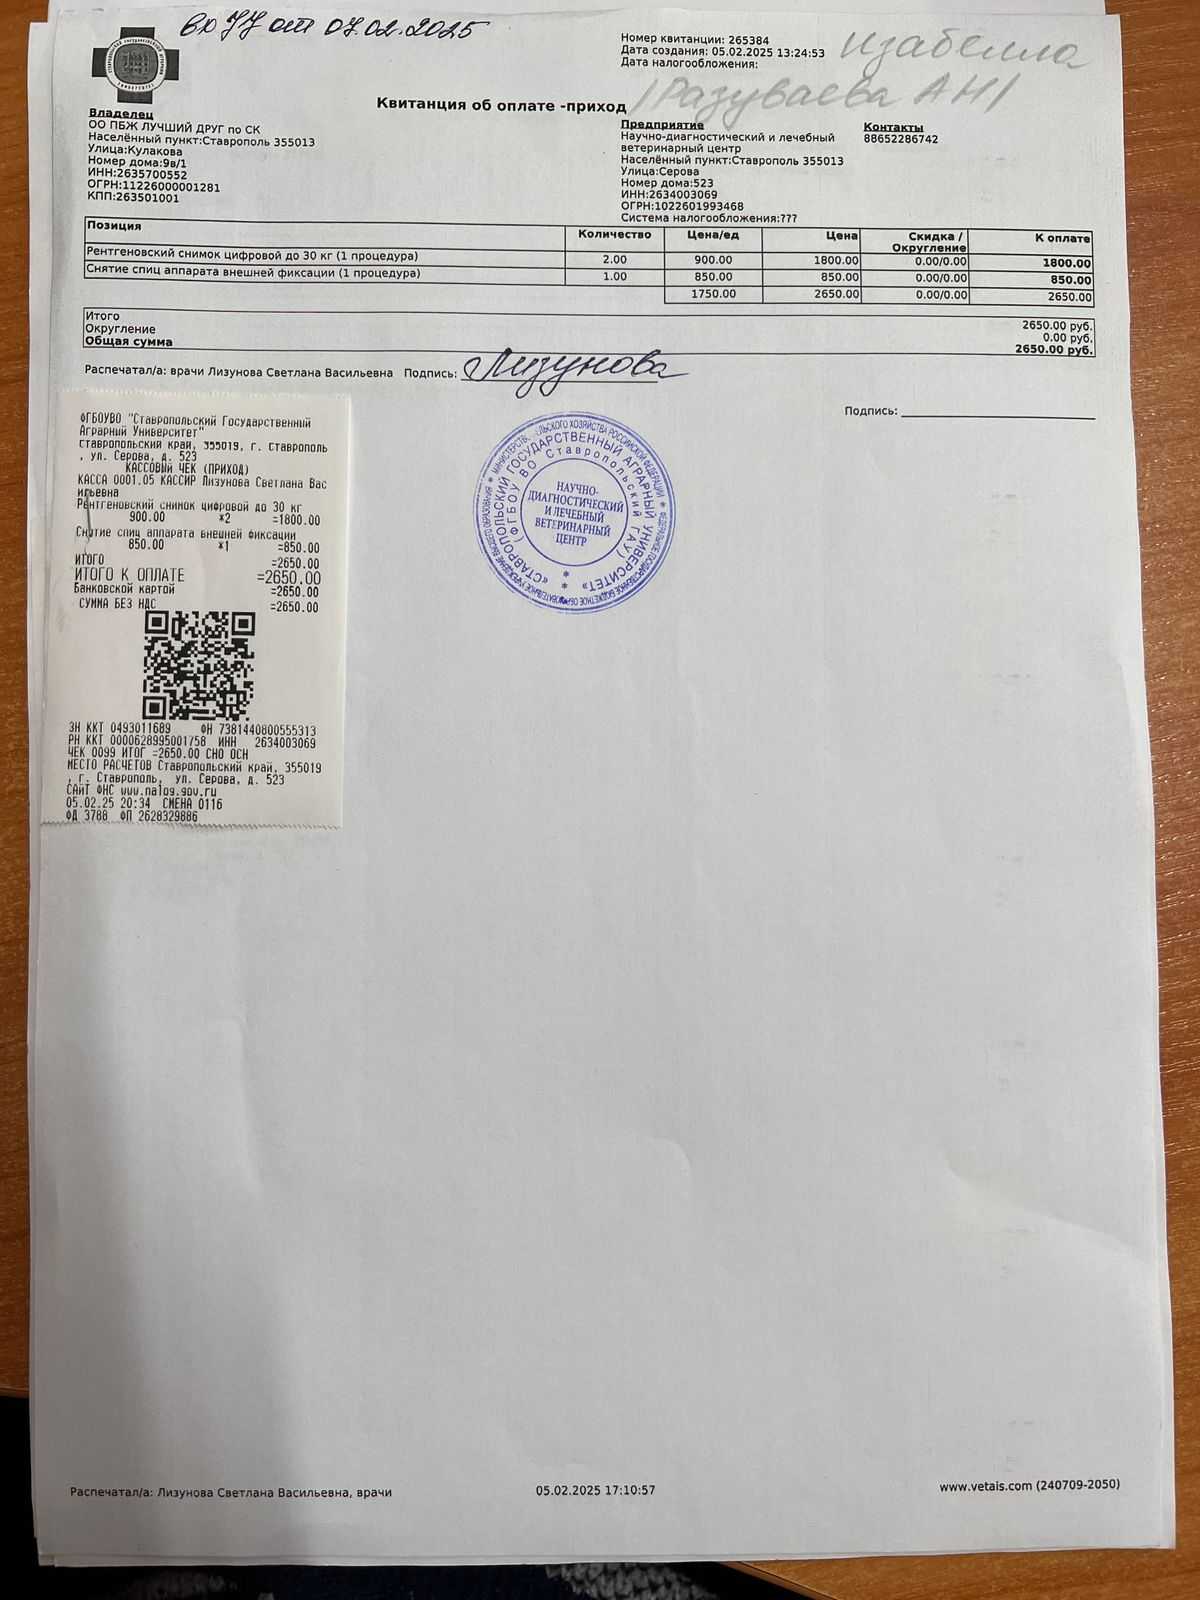 вх 77 от 07.02.2025
Номер квитанции: 265384
Дата создания: 05.02.2025 13:24:53
Дата налогообложения:
Изабелла
/Разуваева А Н/
Квитанция об оплате -приход
Владелец
ОО ПБЖ ЛУЧШИЙ ДРУГ по СК
Населённый пункт:Ставрополь 355013
Улица:Кулакова
Номер дома:9в/1
ИНН:2635700552
ОГРН:11226000001281
КПП:263501001
Предприятие
Научно-диагностический и лечебный
ветеринарный центр
Населённый пункт:Ставрополь 355013
Улица:Серова
Номер дома:523
ИНН:2634003069
ОГРН:1022601993468
Система налогообложения:???
Контакты
88652286742
Позиция Количество Цена/ед Цена Скидка / Округление К оплате
Рентгеновский снимок цифровой до 30 кг (1 процедура) 2.00 900.00 1800.00 0.00/0.00 1800.00
Снятие спиц аппарата внешней фиксации (1 процедура) 1.00 850.00 850.00 0.00/0.00 850.00
1750.00 2650.00 0.00/0.00 2650.00
Итого 2650.00 руб.
Округление 0.00 руб.
Общая сумма 2650.00 руб.
Распечатал/а: врачи Лизунова Светлана Васильевна Подпись: Лизунова
Подпись:
ФГБОУВО "Ставропольский Государственный
Аграрный Университет"
ставропольский край, 355019, г. ставрополь
, ул. Серова, д. 523
КАССОВЫЙ ЧЕК (ПРИХОД)
КАССА 0001.05 КАССИР Лизунова Светлана Вас
ильевна
Рентгеновский снимок цифровой до 30 кг
900.00 *2 =1800.00
Снятие спиц аппарата внешней фиксации
850.00 *1 =850.00
ИТОГО =2650.00
ИТОГО К ОПЛАТЕ =2650.00
Банковской картой =2650.00
СУММА БЕЗ НДС =2650.00
ЗН ККТ 0493011689 ФН 7381440800555313
РН ККТ 0000628995001758 ИНН 2634003069
ЧЕК 0099 ИТОГ =2650.00 СНО ОСН
МЕСТО РАСЧЕТОВ Ставропольский край, 355019
, г. Ставрополь, ул. Серова, д. 523
САЙТ ФНС www.nalog.gov.ru
05.02.25 20:34 СМЕНА 0116
ФД 3788 ФП 2628329886
СТАВРОПОЛЬСКИЙ ГОСУДАРСТВЕННЫЙ АГРАРНЫЙ УНИВЕРСИТЕТ
(ФГБОУ ВО Ставропольский ГАУ)
НАУЧНО-
ДИАГНОСТИЧЕСКИЙ
И ЛЕЧЕБНЫЙ
ВЕТЕРИНАРНЫЙ
ЦЕНТР
Распечатал/а: Лизунова Светлана Васильевна, врачи
05.02.2025 17:10:57
www.vetais.com (240709-2050)